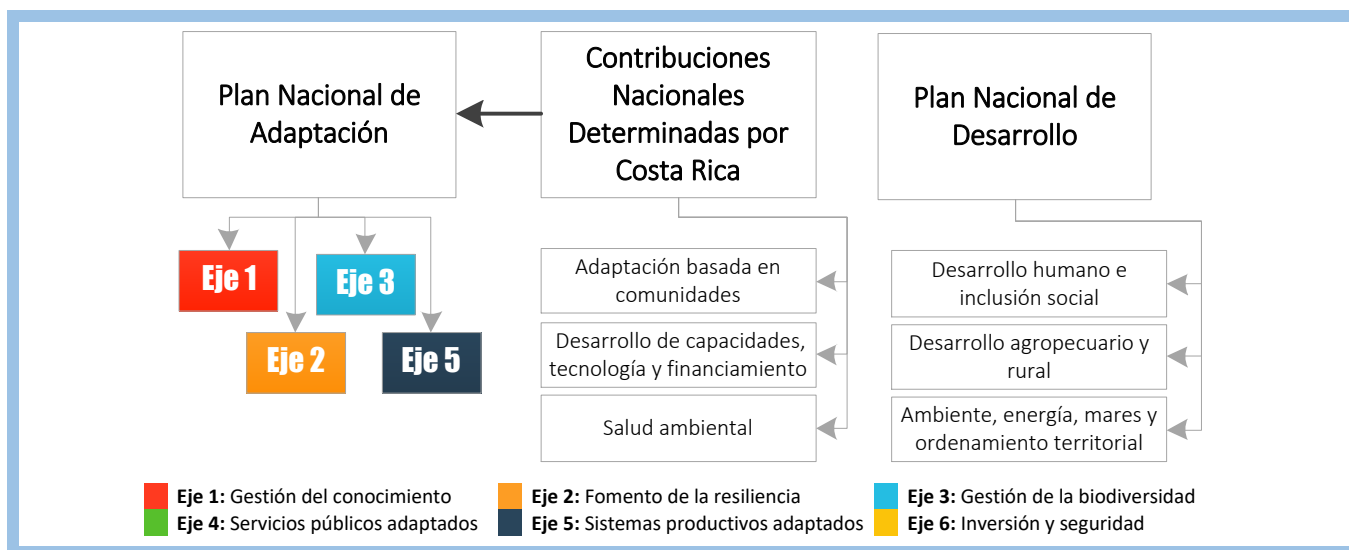 Plan Nacional de
Adaptación
Contribuciones
Nacionales
Determinadas por
Costa Rica
Plan Nacional de
Desarrollo
Eje 1
Eje 3
Eje 2
Eje 5
Adaptación basada en
comunidades
Desarrollo de capacidades,
tecnología y financiamiento
Salud ambiental
Desarrollo humano e
inclusión social
Desarrollo agropecuario y
rural
Ambiente, energía, mares y
ordenamiento territorial
Eje 1: Gestión del conocimiento
Eje 2: Fomento de la resiliencia
Eje 3: Gestión de la biodiversidad
Eje 4: Servicios públicos adaptados
Eje 5: Sistemas productivos adaptados
Eje 6: Inversión y seguridad